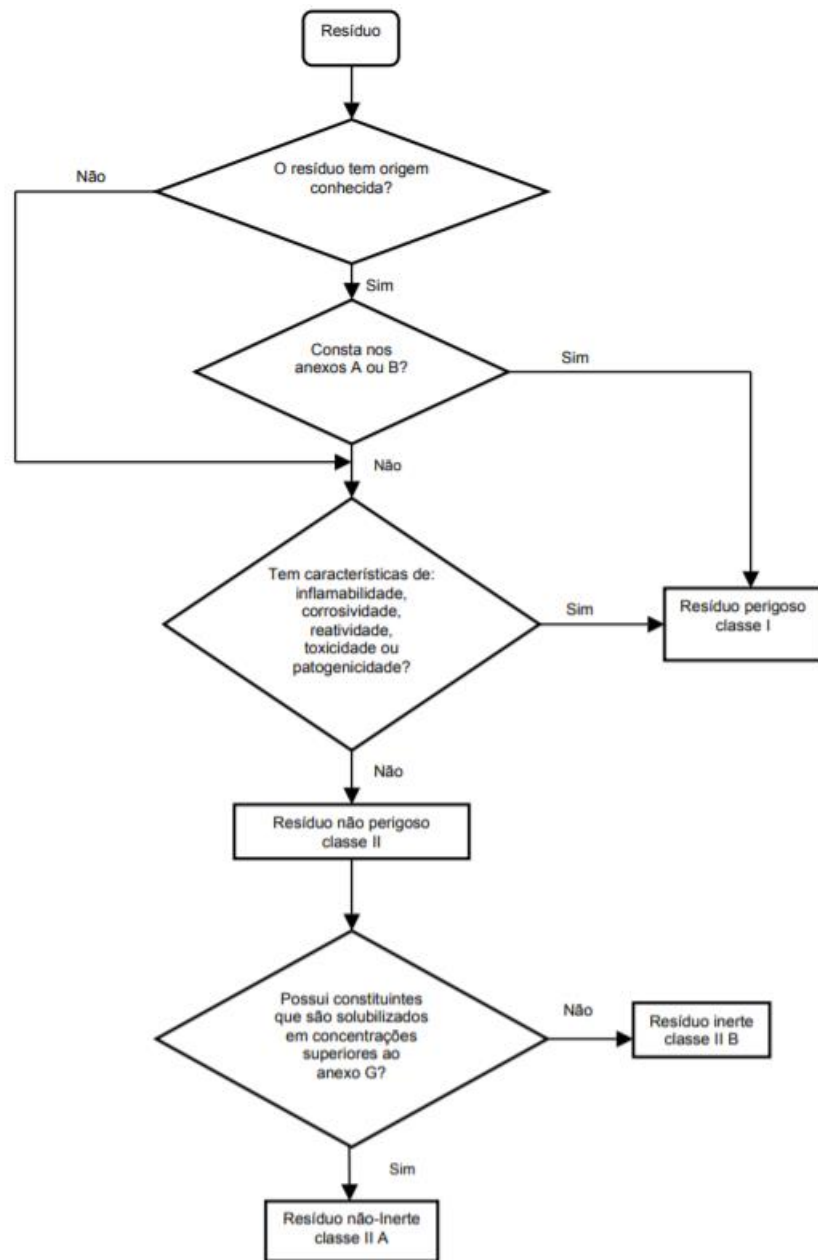 Resíduo
O resíduo tem origem
conhecida?
Não
Sim
Consta nos
anexos A ou B?
Sim
Não
Tem características de:
inflamabilidade,
corrosividade,
reatividade,
toxicidade ou
patogenicidade?
Sim
Resíduo perigoso
classe I
Não
Resíduo não perigoso
classe II
Possui constituintes
que são solubilizados
em concentrações
superiores ao
anexo G?
Não
Resíduo inerte
classe II B
Sim
Resíduo não-Inerte
classe II A